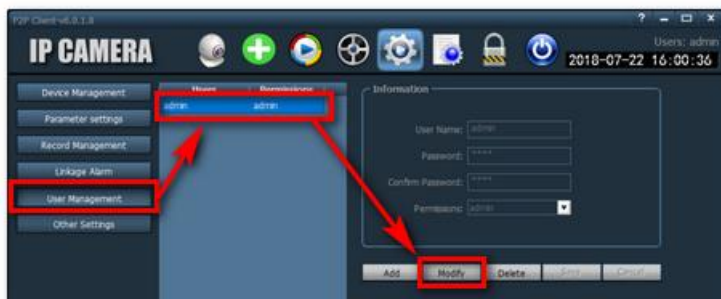 P2P Client-v6.0.1.8
IP CAMERA
Users: admin
2018-07-22 16:00:36
Device Management
Parameter settings
Record Management
Linkage Alarm
User Management
Other Settings
Users Permissions
admin admin
Information
User Name: admin
Password: ****
Confirm Password: ****
Permissions: admin
Add Modify Delete Save Cancel